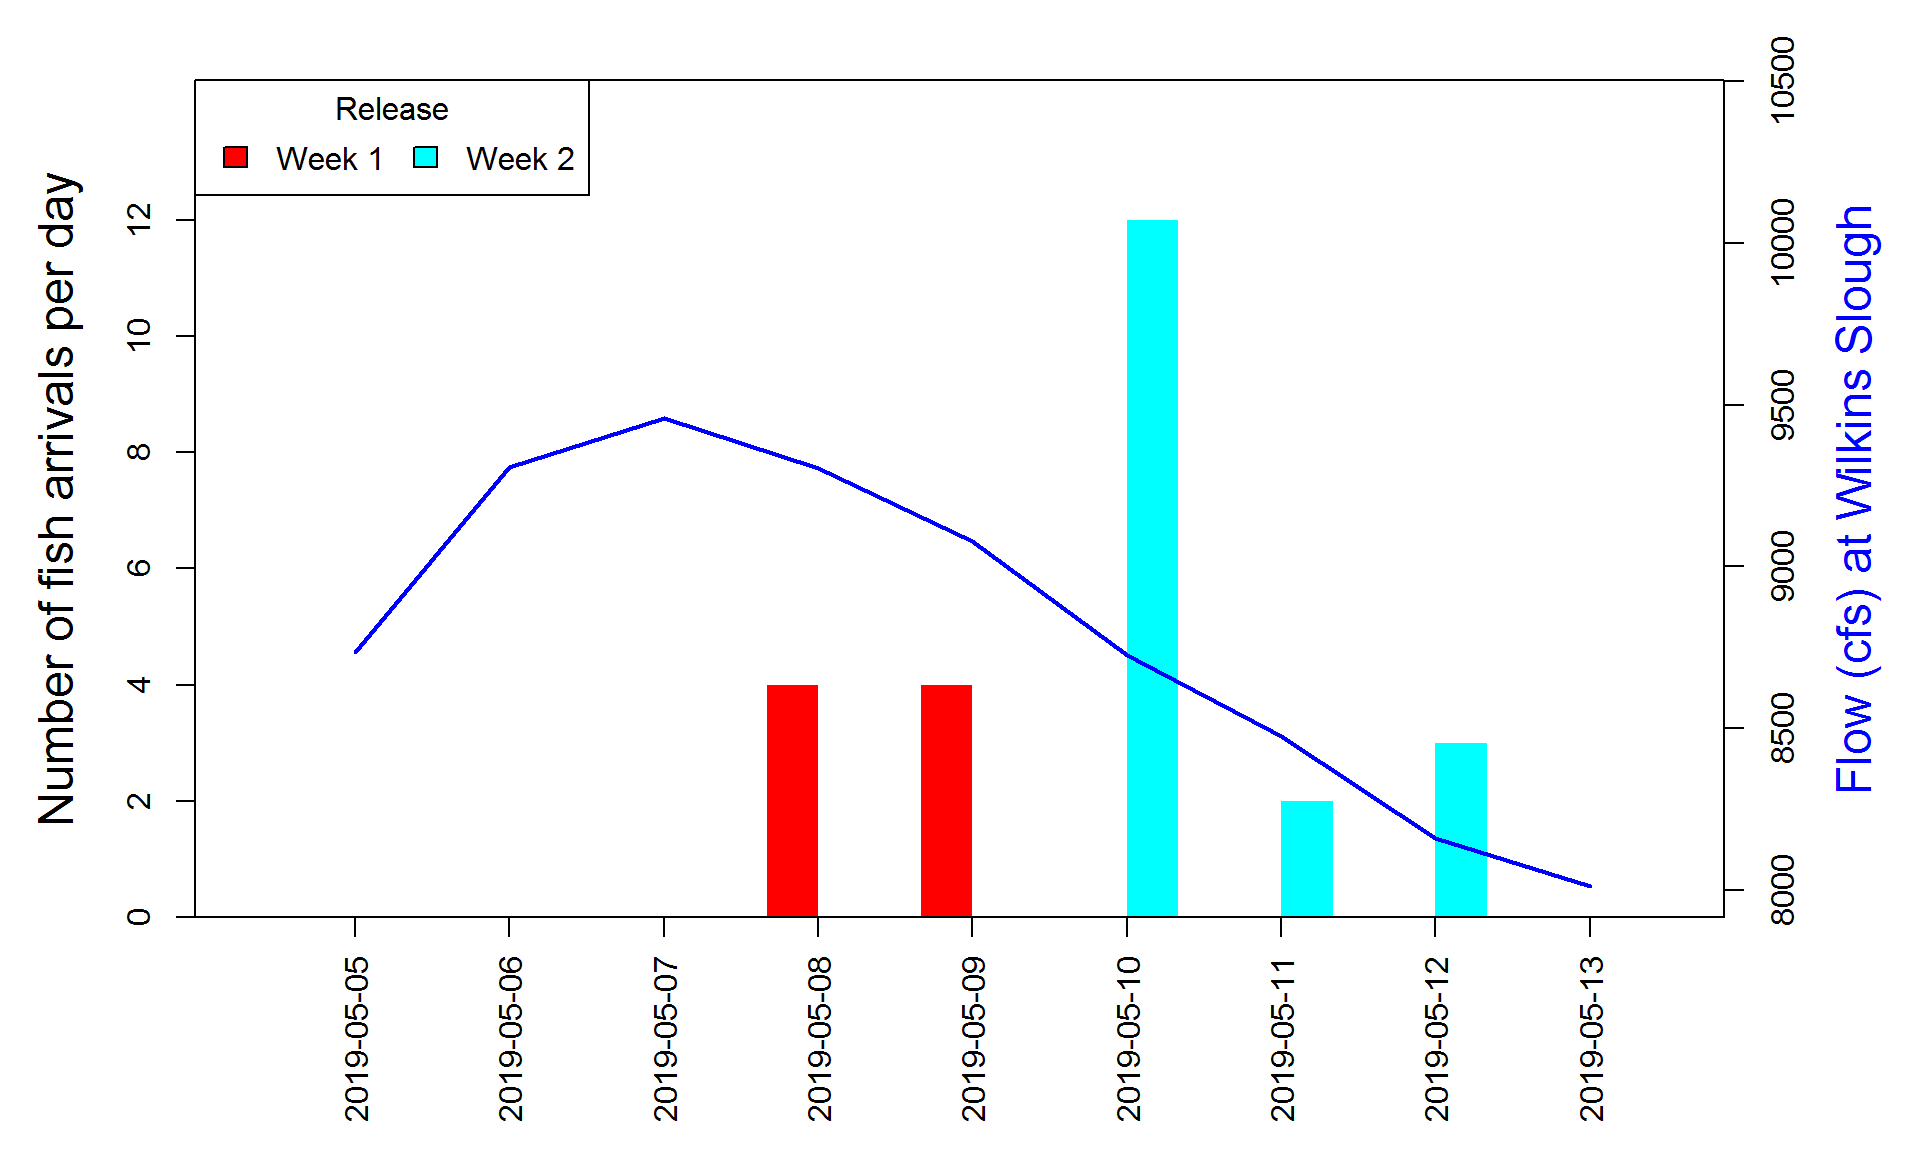 Release
Week 1 Week 2
Number of fish arrivals per day
0 2 4 6 8 10 12
Flow (cfs) at Wilkins Slough
8000 8500 9000 9500 10000 10500
2019-05-05
2019-05-06
2019-05-07
2019-05-08
2019-05-09
2019-05-10
2019-05-11
2019-05-12
2019-05-13